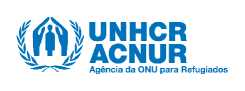 UNHCR
ACNUR
Agência da ONU para Refugiados